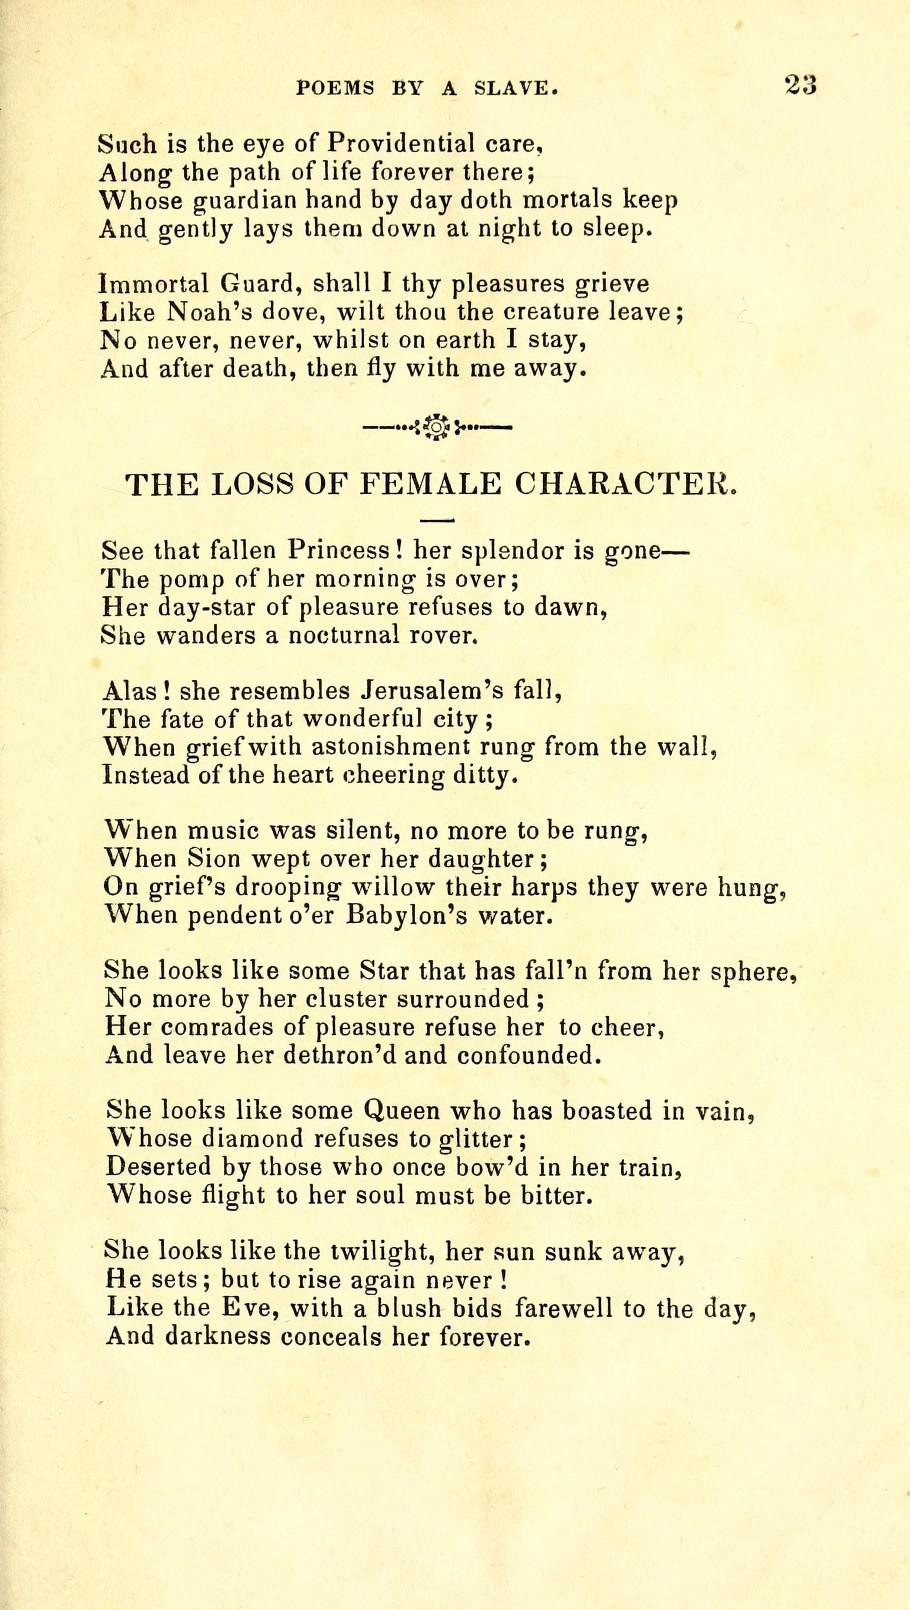 POEMS BY A SLAVE. 23
Such is the eye of Providential care,
Along the path of life forever there;
Whose guardian hand by day doth mortals keep
And gently lays them down at night to sleep.
Immortal Guard, shall I thy pleasures grieve
Like Noah's dove, wilt thou the creature leave;
No never, never, whilst on earth I stay,
And after death, then fly with me away.
THE LOSS OF FEMALE CHARACTER.
See that fallen Princess! her splendor is gone—
The pomp of her morning is over;
Her day-star of pleasure refuses to dawn,
She wanders a nocturnal rover.
Alas! she resembles Jerusalem's fall,
The fate of that wonderful city;
When grief with astonishment rung from the wall,
Instead of the heart cheering ditty.
When music was silent, no more to be rung,
When Sion wept over her daughter;
On grief's drooping willow their harps they were hung,
When pendent o'er Babylon's water.
She looks like some Star that has fall'n from her sphere,
No more by her cluster surrounded;
Her comrades of pleasure refuse her to cheer,
And leave her dethron'd and confounded.
She looks like some Queen who has boasted in vain,
Whose diamond refuses to glitter;
Deserted by those who once bow'd in her train,
Whose flight to her soul must be bitter.
She looks like the twilight, her sun sunk away,
He sets; but to rise again never!
Like the Eve, with a blush bids farewell to the day,
And darkness conceals her forever.